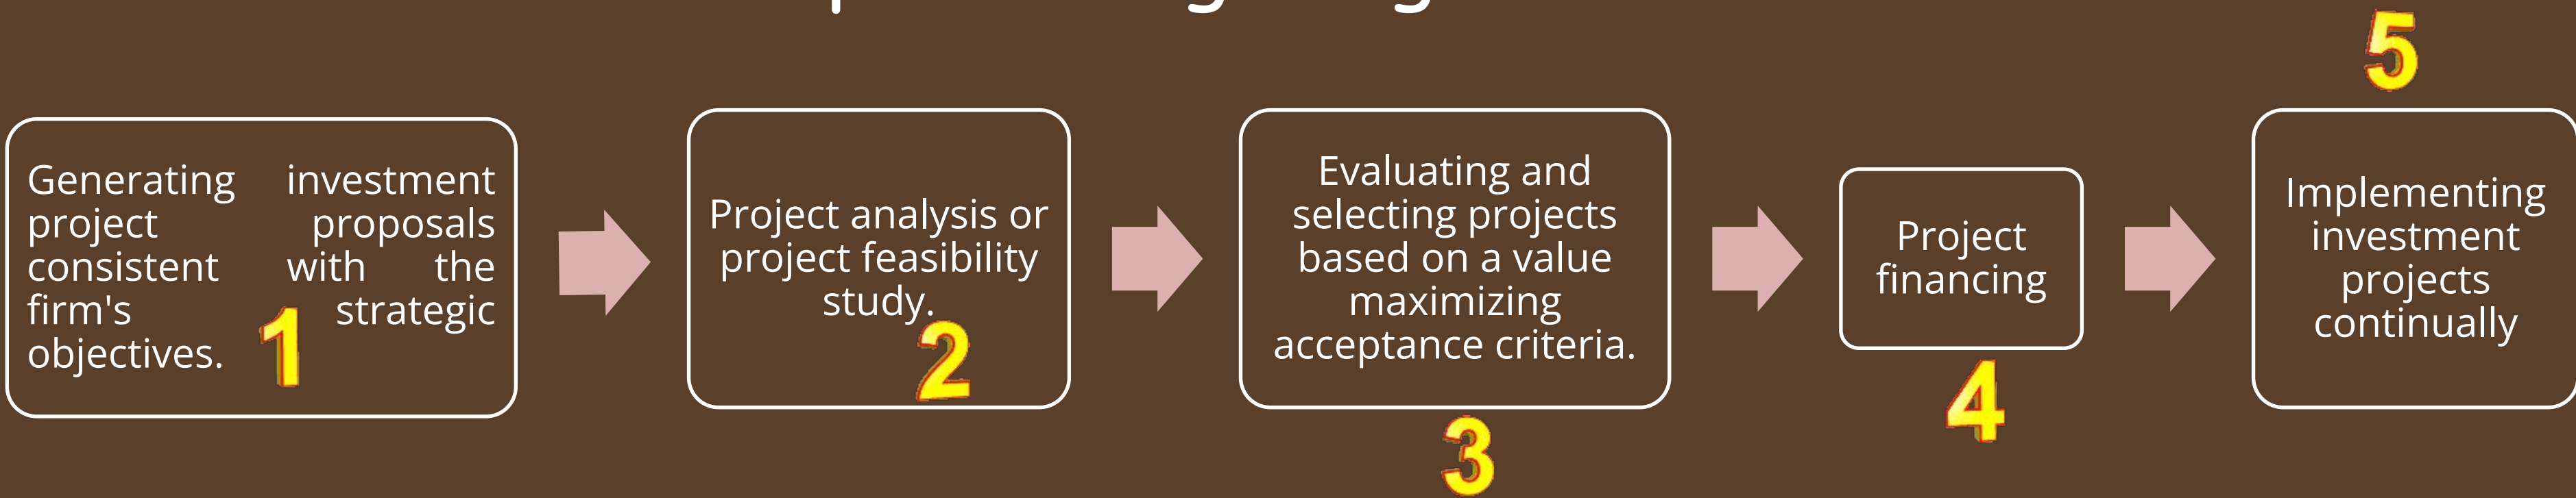 Generating investment
project proposals
consistent with the
firm's strategic
objectives.
1
Project analysis or
project feasibility
study.
2
Evaluating and
selecting projects
based on a value
maximizing
acceptance criteria.
3
Project
financing
4
5
Implementing
investment
projects
continually